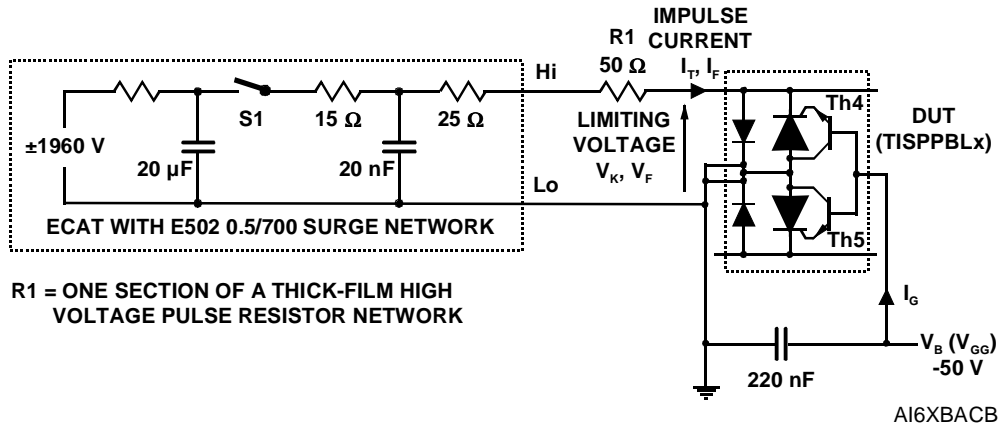 IMPULSE
CURRENT
I_T, I_F
R1
50 Ω
Hi
S1
15 Ω
25 Ω
±1960 V
20 µF
20 nF
LIMITING
VOLTAGE
V_K, V_F
Th4
DUT
(TISPPBLx)
Lo
Th5
ECAT WITH E502 0.5/700 SURGE NETWORK
R1 = ONE SECTION OF A THICK-FILM HIGH
VOLTAGE PULSE RESISTOR NETWORK
I_G
220 nF
V_B (V_GG)
-50 V
AI6XBACB